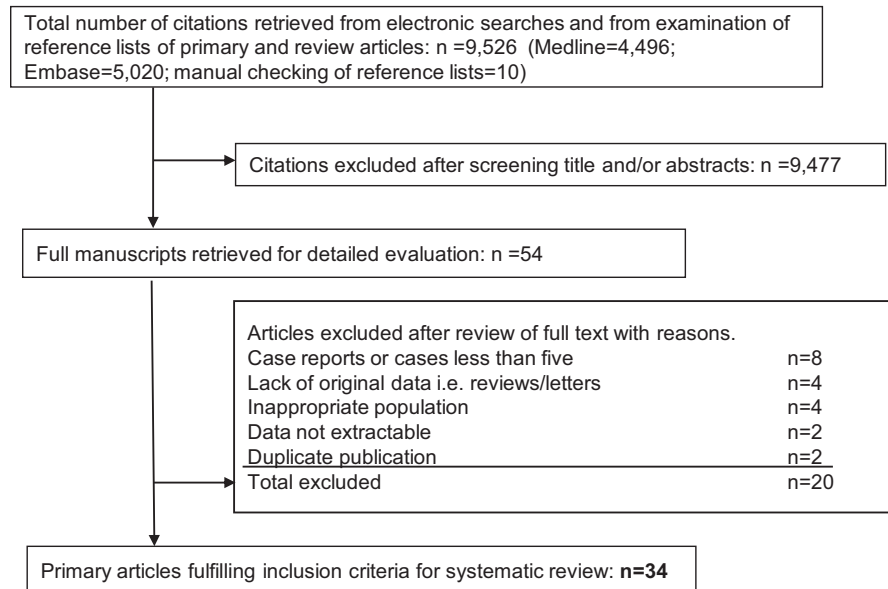 Total number of citations retrieved from electronic searches and from examination of
reference lists of primary and review articles: n =9,526 (Medline=4,496;
Embase=5,020; manual checking of reference lists=10)
Citations excluded after screening title and/or abstracts: n =9,477
Full manuscripts retrieved for detailed evaluation: n =54
Articles excluded after review of full text with reasons.
Case reports or cases less than five n=8
Lack of original data i.e. reviews/letters n=4
Inappropriate population n=4
Data not extractable n=2
Duplicate publication n=2
Total excluded n=20
Primary articles fulfilling inclusion criteria for systematic review: n=34